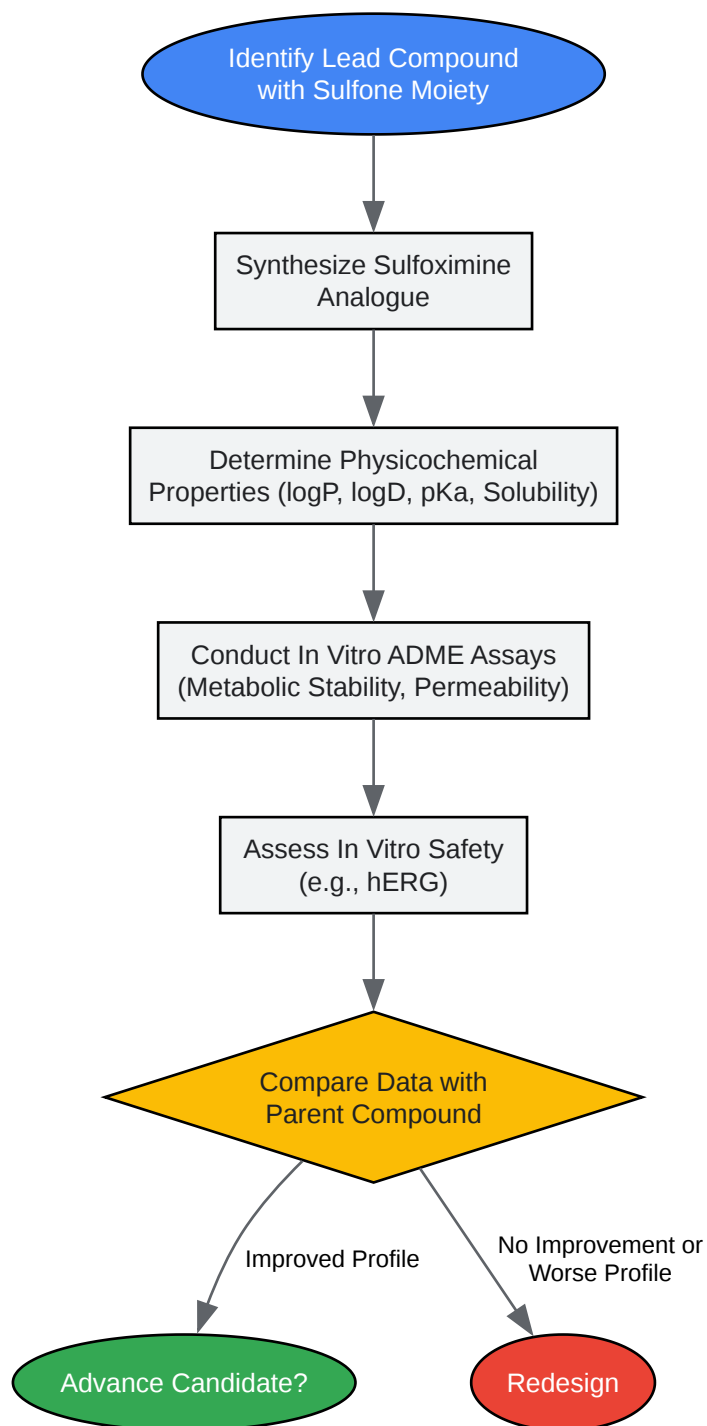 Identify Lead Compound
with Sulfone Moiety
Synthesize Sulfoximine
Analogue
Determine Physicochemical
Properties (logP, logD, pKa, Solubility)
Conduct In Vitro ADME Assays
(Metabolic Stability, Permeability)
Assess In Vitro Safety
(e.g., hERG)
Compare Data with
Parent Compound
Improved Profile
No Improvement or
Worse Profile
Advance Candidate?
Redesign